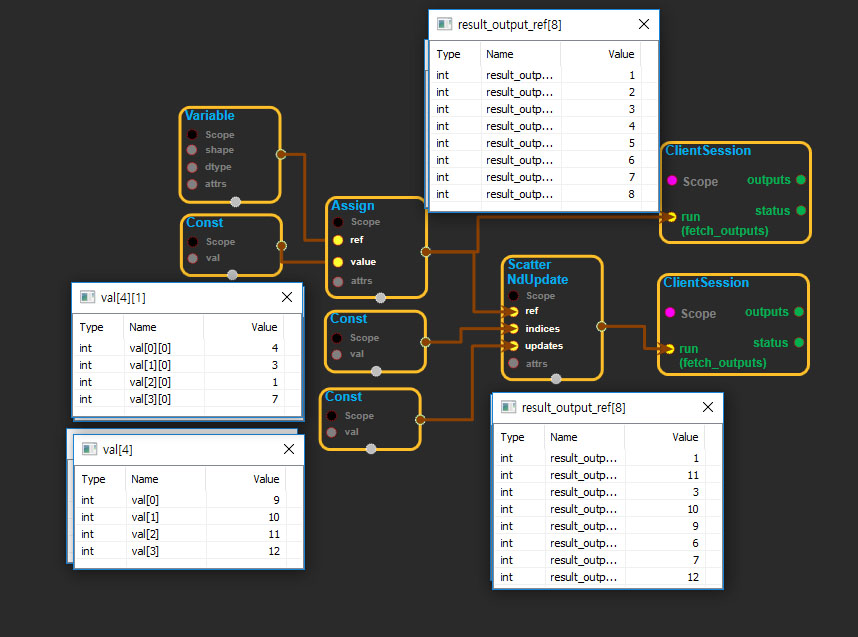 result_output_ref[8]
Type Name Value
int result_outp... 1
int result_outp... 2
int result_outp... 3
int result_outp... 4
int result_outp... 5
int result_outp... 6
int result_outp... 7
int result_outp... 8
Variable
Scope
shape
dtype
attrs
Const
Scope
val
Assign
Scope
ref
value
attrs
ClientSession
Scope
outputs
status
run
(fetch_outputs)
Scatter
NdUpdate
Scope
ref
indices
updates
attrs
ClientSession
Scope
outputs
status
run
(fetch_outputs)
Const
Scope
val
Const
Scope
val
val[4][1]
Type Name Value
int val[0][0] 4
int val[1][0] 3
int val[2][0] 1
int val[3][0] 7
val[4]
Type Name Value
int val[0] 9
int val[1] 10
int val[2] 11
int val[3] 12
result_output_ref[8]
Type Name Value
int result_outp... 1
int result_outp... 11
int result_outp... 3
int result_outp... 10
int result_outp... 9
int result_outp... 6
int result_outp... 7
int result_outp... 12